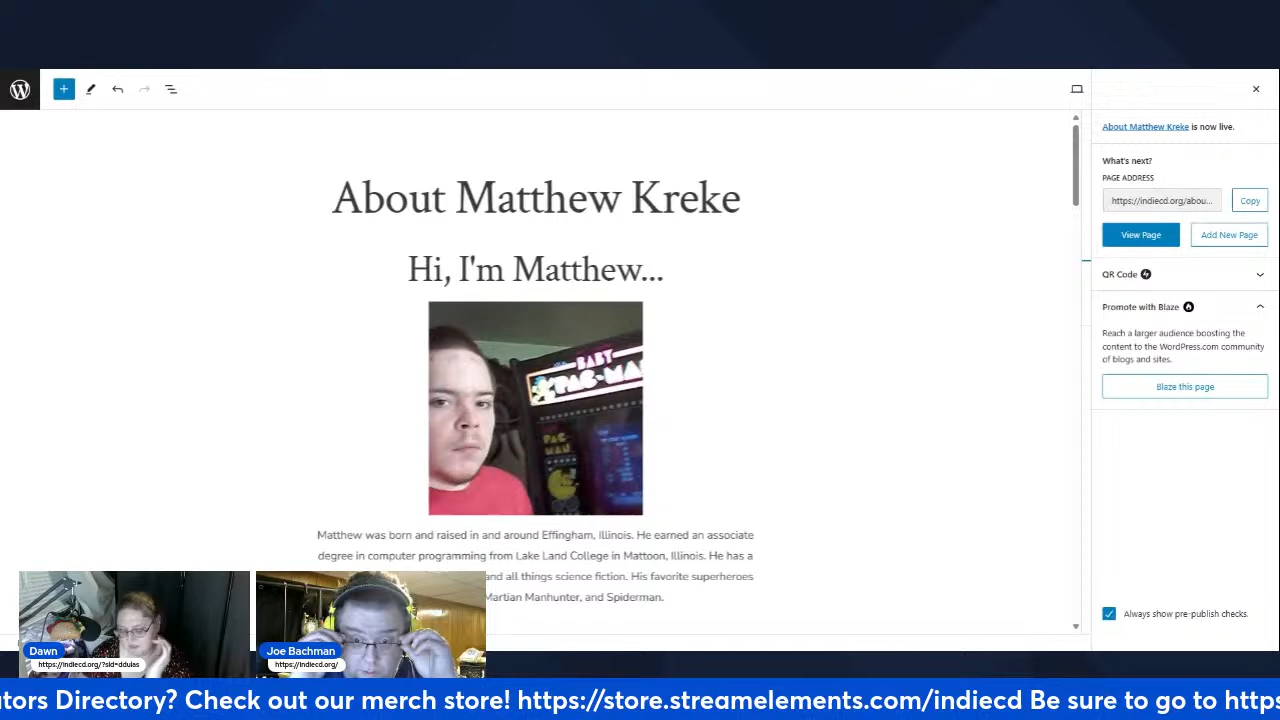 About Matthew Kreke is now live.
What's next?
PAGE ADDRESS
https://indiecd.org/abou...
Copy
View Page
Add New Page
QR Code
Promote with Blaze
Reach a larger audience boosting the
content to the WordPress.com community
of blogs and sites.
Blaze this page
Always show pre-publish checks.
About Matthew Kreke
Hi, I'm Matthew...
BABY
PAC-MAN
PAC-
MAN
Matthew was born and raised in and around Effingham, Illinois. He earned an associate
degree in computer programming from Lake Land College in Mattoon, Illinois. He has a
and all things science fiction. His favorite superheroes
Martian Manhunter, and Spiderman.
Dawn
https://indiecd.org/?sld=ddulas
Joe Bachman
https://indiecd.org/
ators Directory? Check out our merch store! https://store.streamelements.com/indiecd Be sure to go to https